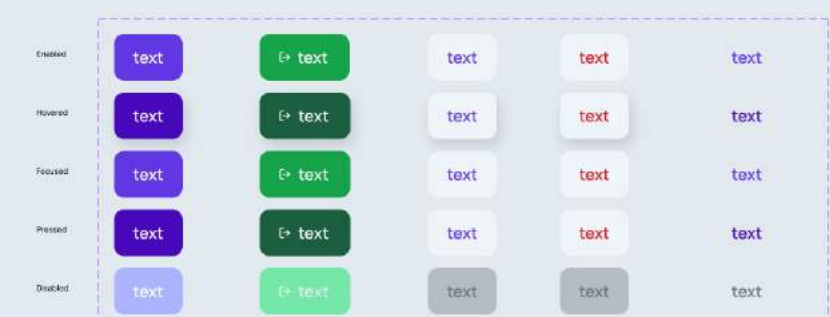 Enabled text text text text text
Hovered text text text text text
Focused text text text text text
Pressed text text text text text
Disabled text text text text text